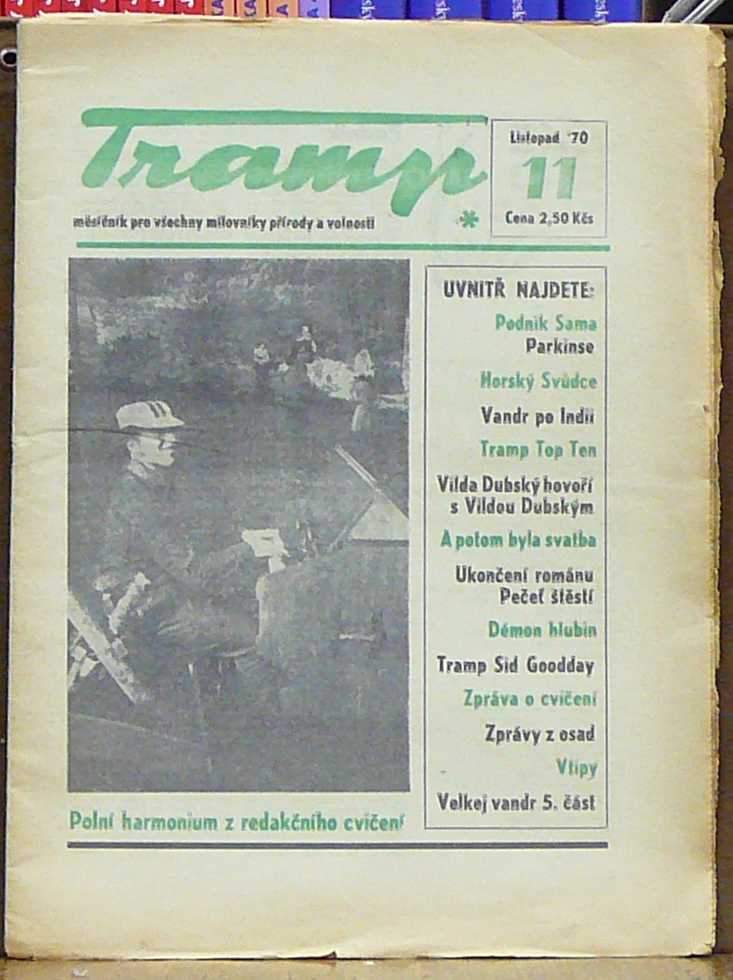 Tramp
měsíčník pro všechny milovníky přírody a volnosti
*
Listopad '70
11
Cena 2,50 Kčs
UVNITŘ NAJDETE:
Podnik Sama
Parkinse
Horský Svůdce
Vandr po Indii
Tramp Top Ten
Vilda Dubský hovoří
s Vildou Dubským
A potom byla svatba
Ukončení románu
Pečeť štěstí
Démon hlubin
Tramp Sid Goodday
Zpráva o cvičení
Zprávy z osad
Vtipy
Velkej vandr 5. část
Polní harmonium z redakčního cvičení